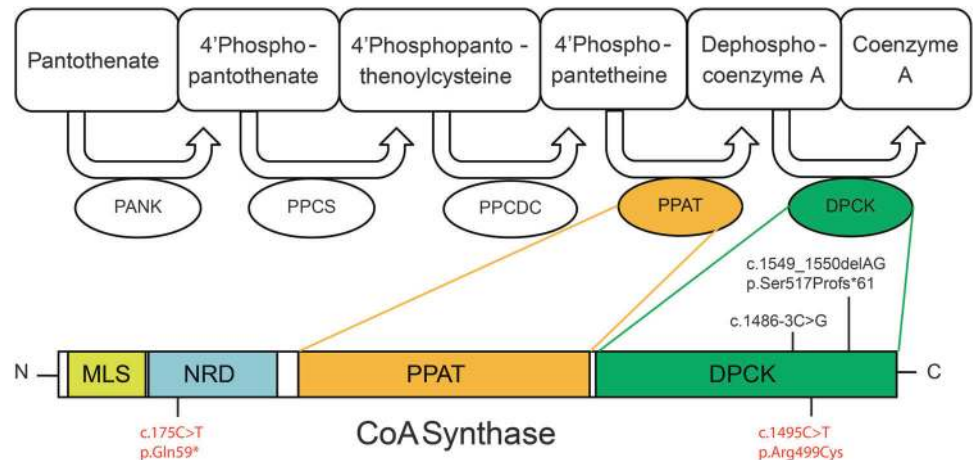 Pantothenate
4'Phospho-
pantothenate
4'Phosphopanto-
thenoylcysteine
4'Phospho-
pantetheine
Dephospho-
coenzyme A
Coenzyme
A
PANK
PPCS
PPCDC
PPAT
DPCK
c.1549_1550delAG
p.Ser517Profs*61
c.1486-3C>G
N
MLS
NRD
PPAT
DPCK
C
c.175C>T
p.Gln59*
CoA Synthase
c.1495C>T
p.Arg499Cys